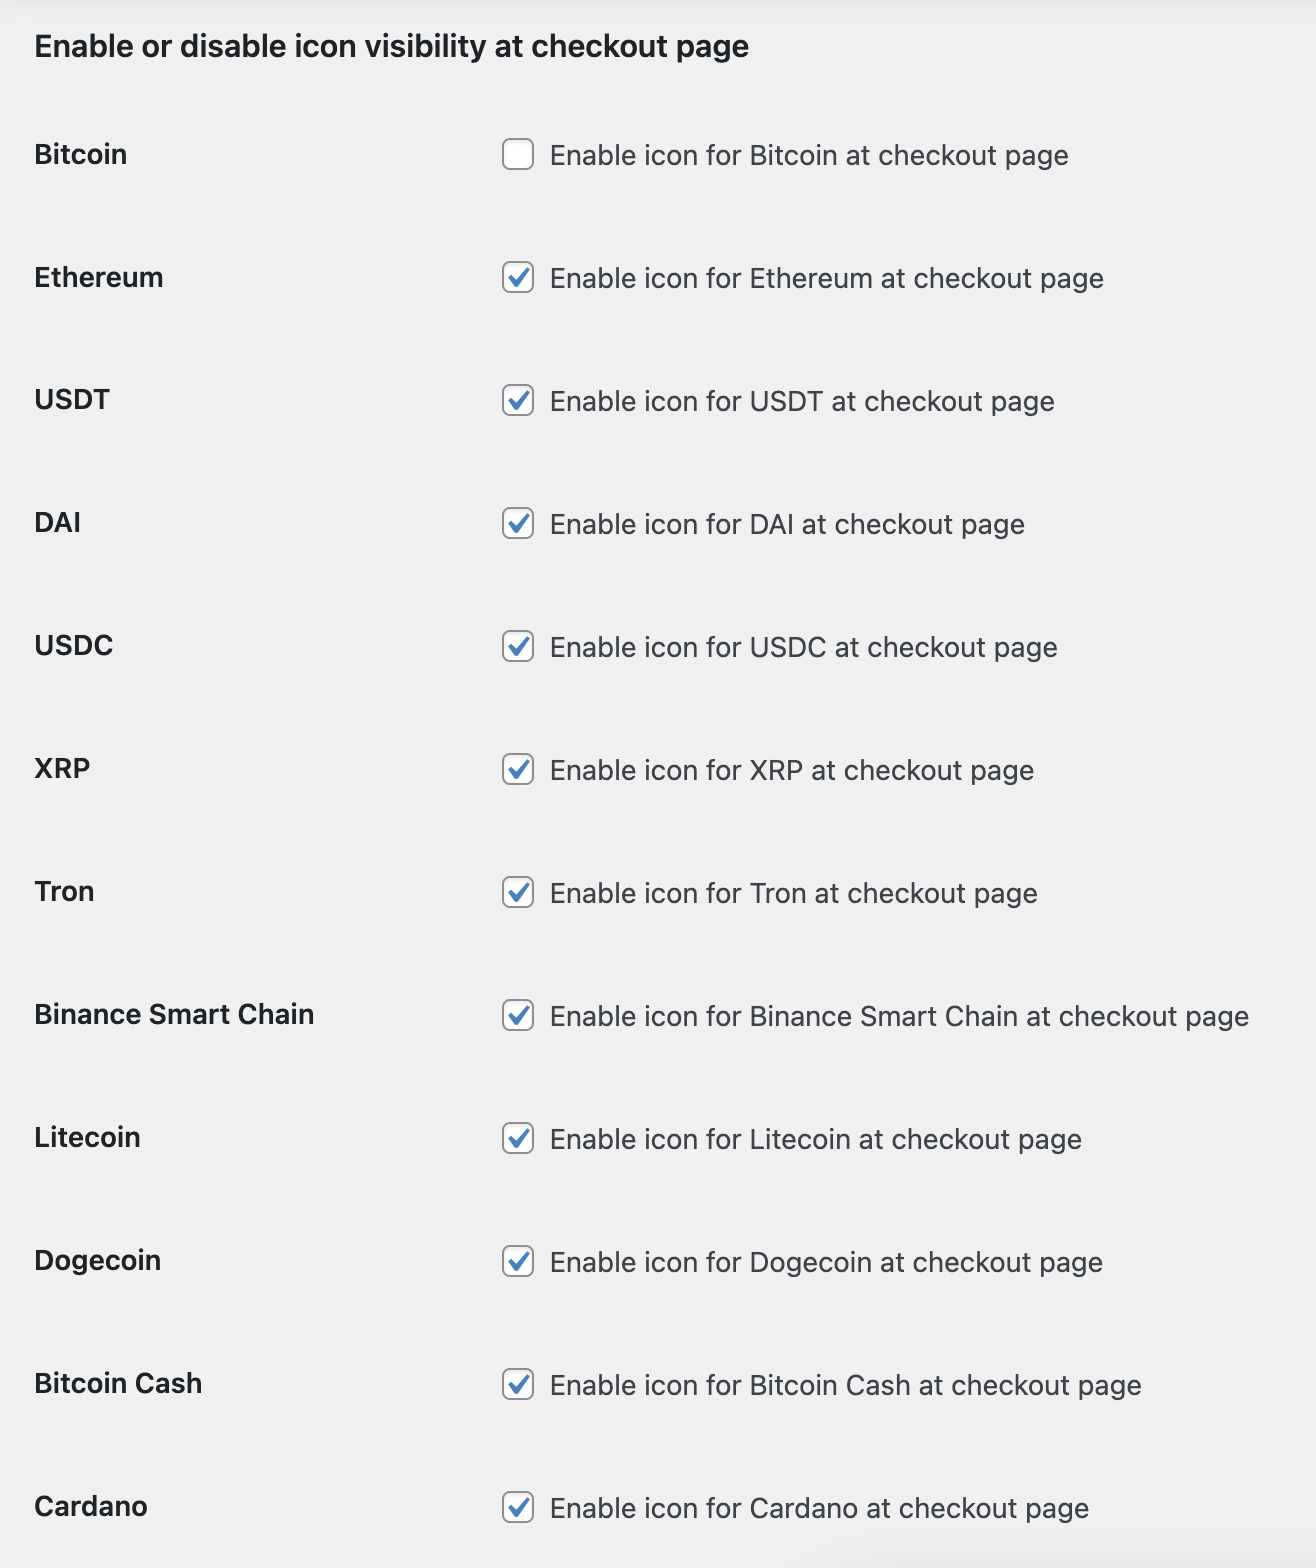 Enable or disable icon visibility at checkout page
Bitcoin
Enable icon for Bitcoin at checkout page
Ethereum
Enable icon for Ethereum at checkout page
USDT
Enable icon for USDT at checkout page
DAI
Enable icon for DAI at checkout page
USDC
Enable icon for USDC at checkout page
XRP
Enable icon for XRP at checkout page
Tron
Enable icon for Tron at checkout page
Binance Smart Chain
Enable icon for Binance Smart Chain at checkout page
Litecoin
Enable icon for Litecoin at checkout page
Dogecoin
Enable icon for Dogecoin at checkout page
Bitcoin Cash
Enable icon for Bitcoin Cash at checkout page
Cardano
Enable icon for Cardano at checkout page